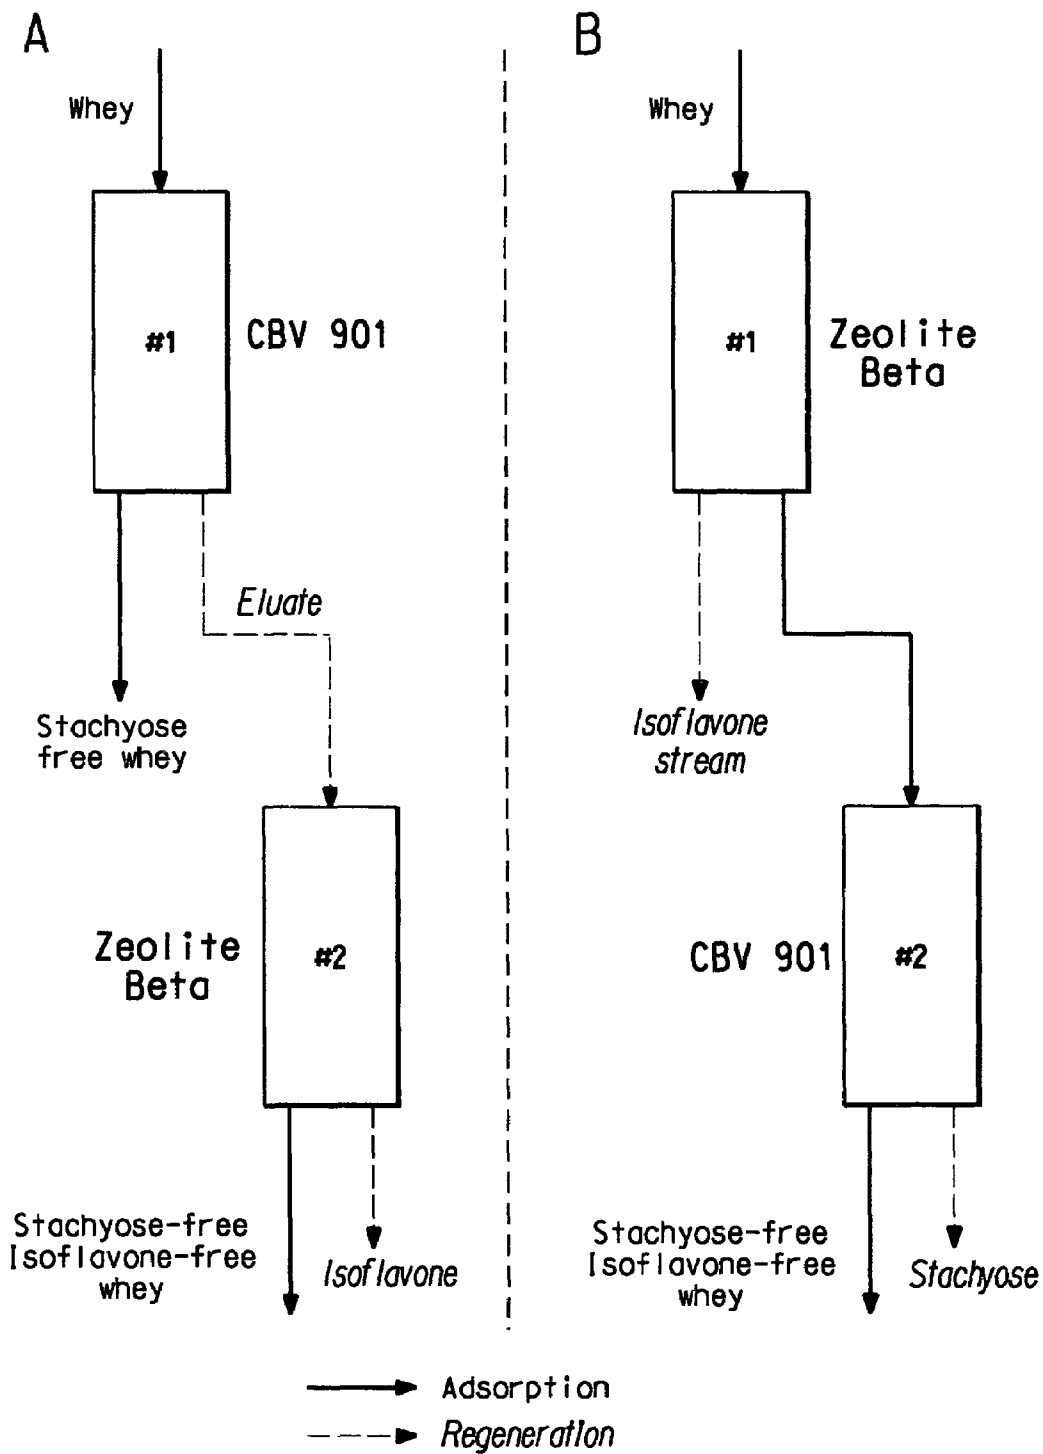 A
Whey
#1
CBV 901
Eluate
Stachyose
free whey
Zeolite
Beta
#2
Stachyose-free
Isoflavone-free
whey
Isoflavone
B
Whey
#1
Zeolite
Beta
Isoflavone
stream
CBV 901
#2
Stachyose-free
Isoflavone-free
whey
Stachyose
Adsorption
Regeneration